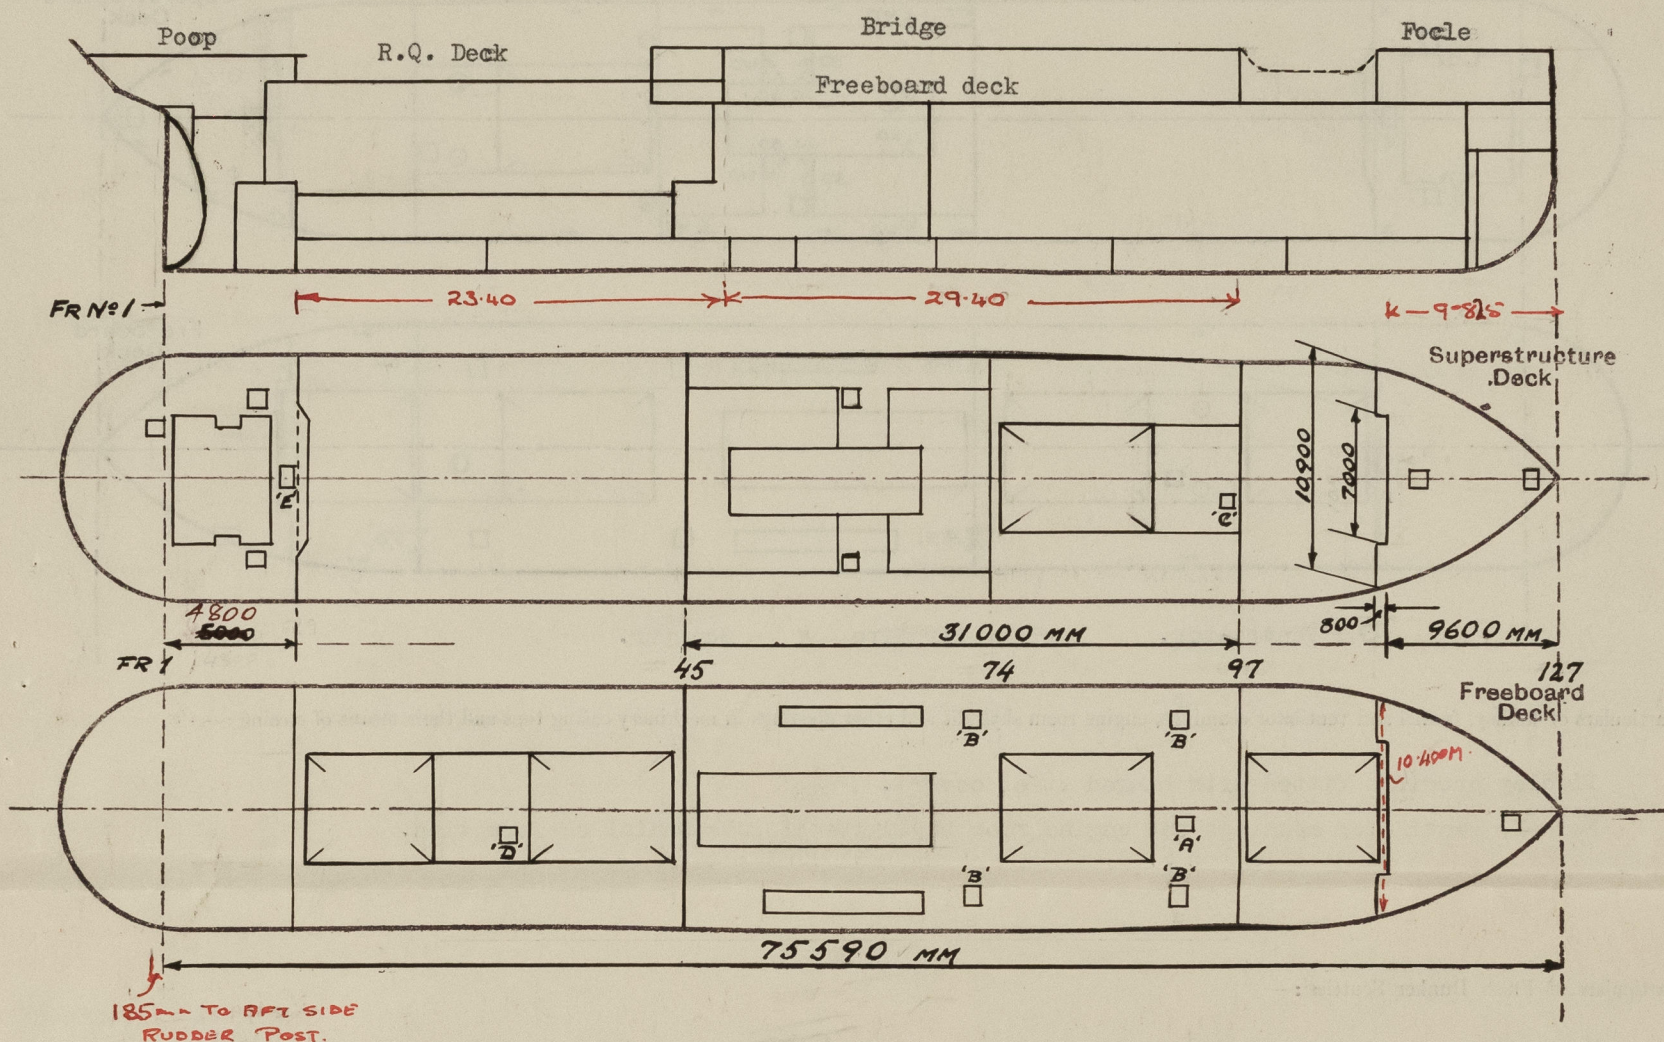 Poop
R.Q. Deck
Bridge
Focle
Freeboard deck
FR Nº 1
23.40
29.40
9.825
Superstructure
Deck
'E'
'C'
10900
7000
4800
5000
31000 MM
800
9600 MM
FR 1
45
74
97
127
Freeboard
Deck
'B'
'B'
10.400M.
'D'
'A'
'B'
'B'
75590 MM
185mm TO AFT SIDE
RUDDER POST.